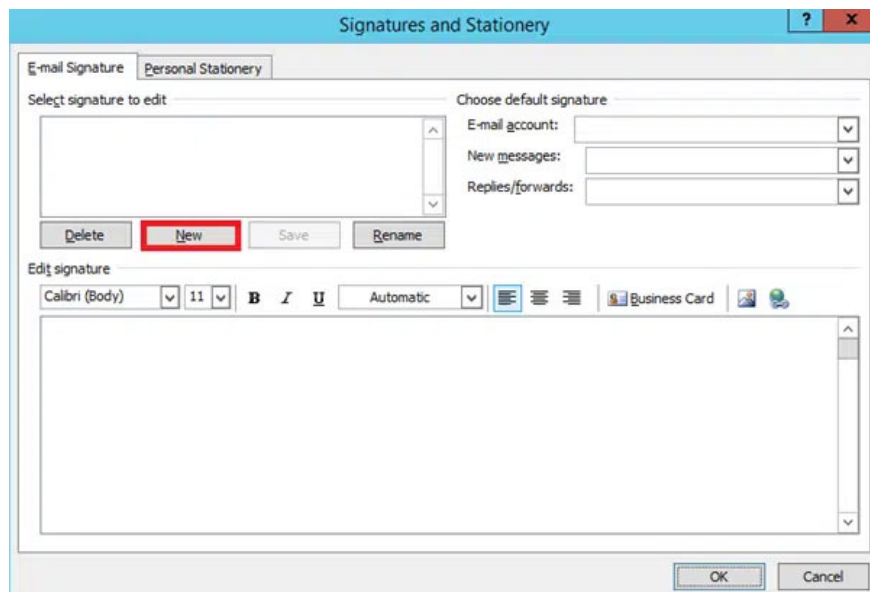 Signatures and Stationery
? x
E-mail Signature Personal Stationery
Select signature to edit Choose default signature
E-mail account:
New messages:
Replies/forwards:
Delete New Save Rename
Edit signature
Calibri (Body) 11 B I U Automatic Business Card
OK Cancel